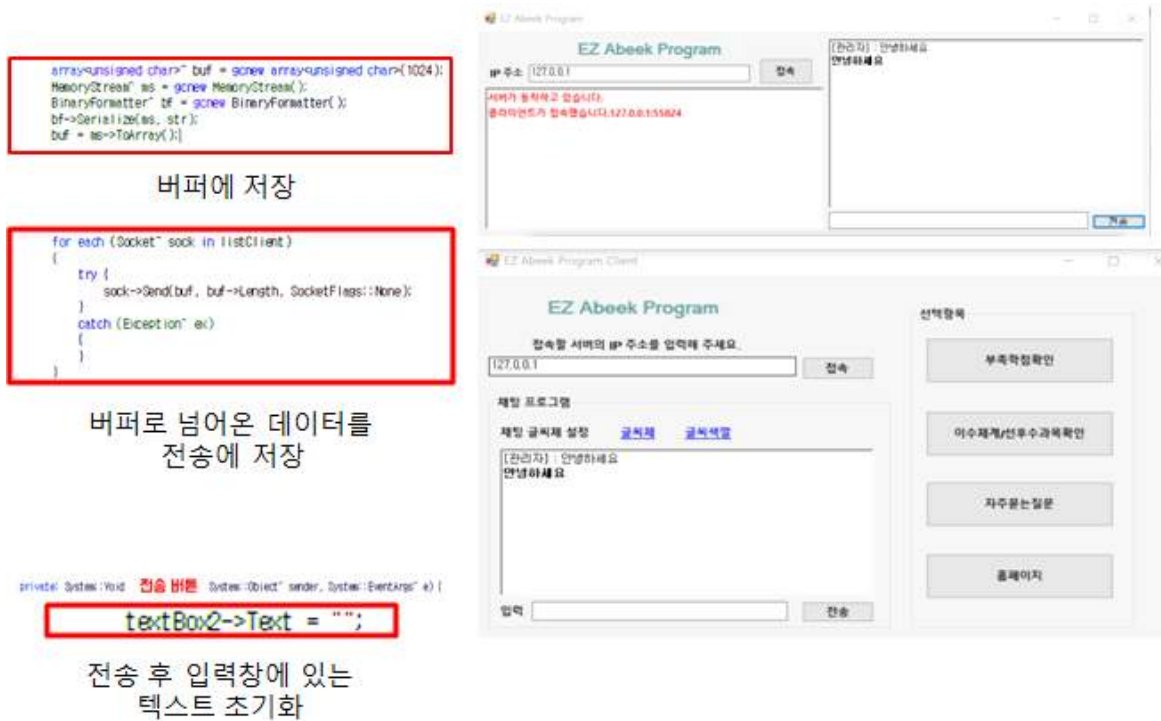 array<unsigned char>^ buf = gcnew array<unsigned char>(1024);
MemoryStream^ ms = gcnew MemoryStream();
BinaryFormatter^ bf = gcnew BinaryFormatter();
bf->Serialize(ms, str);
buf = ms->ToArray();
버퍼에 저장
for each (Socket^ sock in listClient)
{
try {
sock->Send(buf, buf->Length, SocketFlags::None);
}
catch (Exception^ ex)
{
}
}
버퍼로 넘어온 데이터를
전송에 저장
private: System::Void 전송 버튼 System::Object^ sender, System::EventArgs^ e) {
textBox2->Text = "";
전송 후 입력창에 있는
텍스트 초기화
EZ Abeek Program
EZ Abeek Program
IP 주소 127.0.0.1
접속
서버가 동작하고 있습니다.
클라이언트가 접속했습니다.127.0.0.1:55824
[관리자] : 안녕하세요
안녕하세요
전송
EZ Abeek Program Client
EZ Abeek Program
접속할 서버의 IP 주소를 입력해 주세요.
127.0.0.1
접속
채팅 프로그램
채팅 글씨체 설정 글씨체 글씨색깔
[관리자] : 안녕하세요
안녕하세요
입력
전송
선택항목
부족학점확인
이수체계/선후수과목확인
자주묻는질문
홈페이지